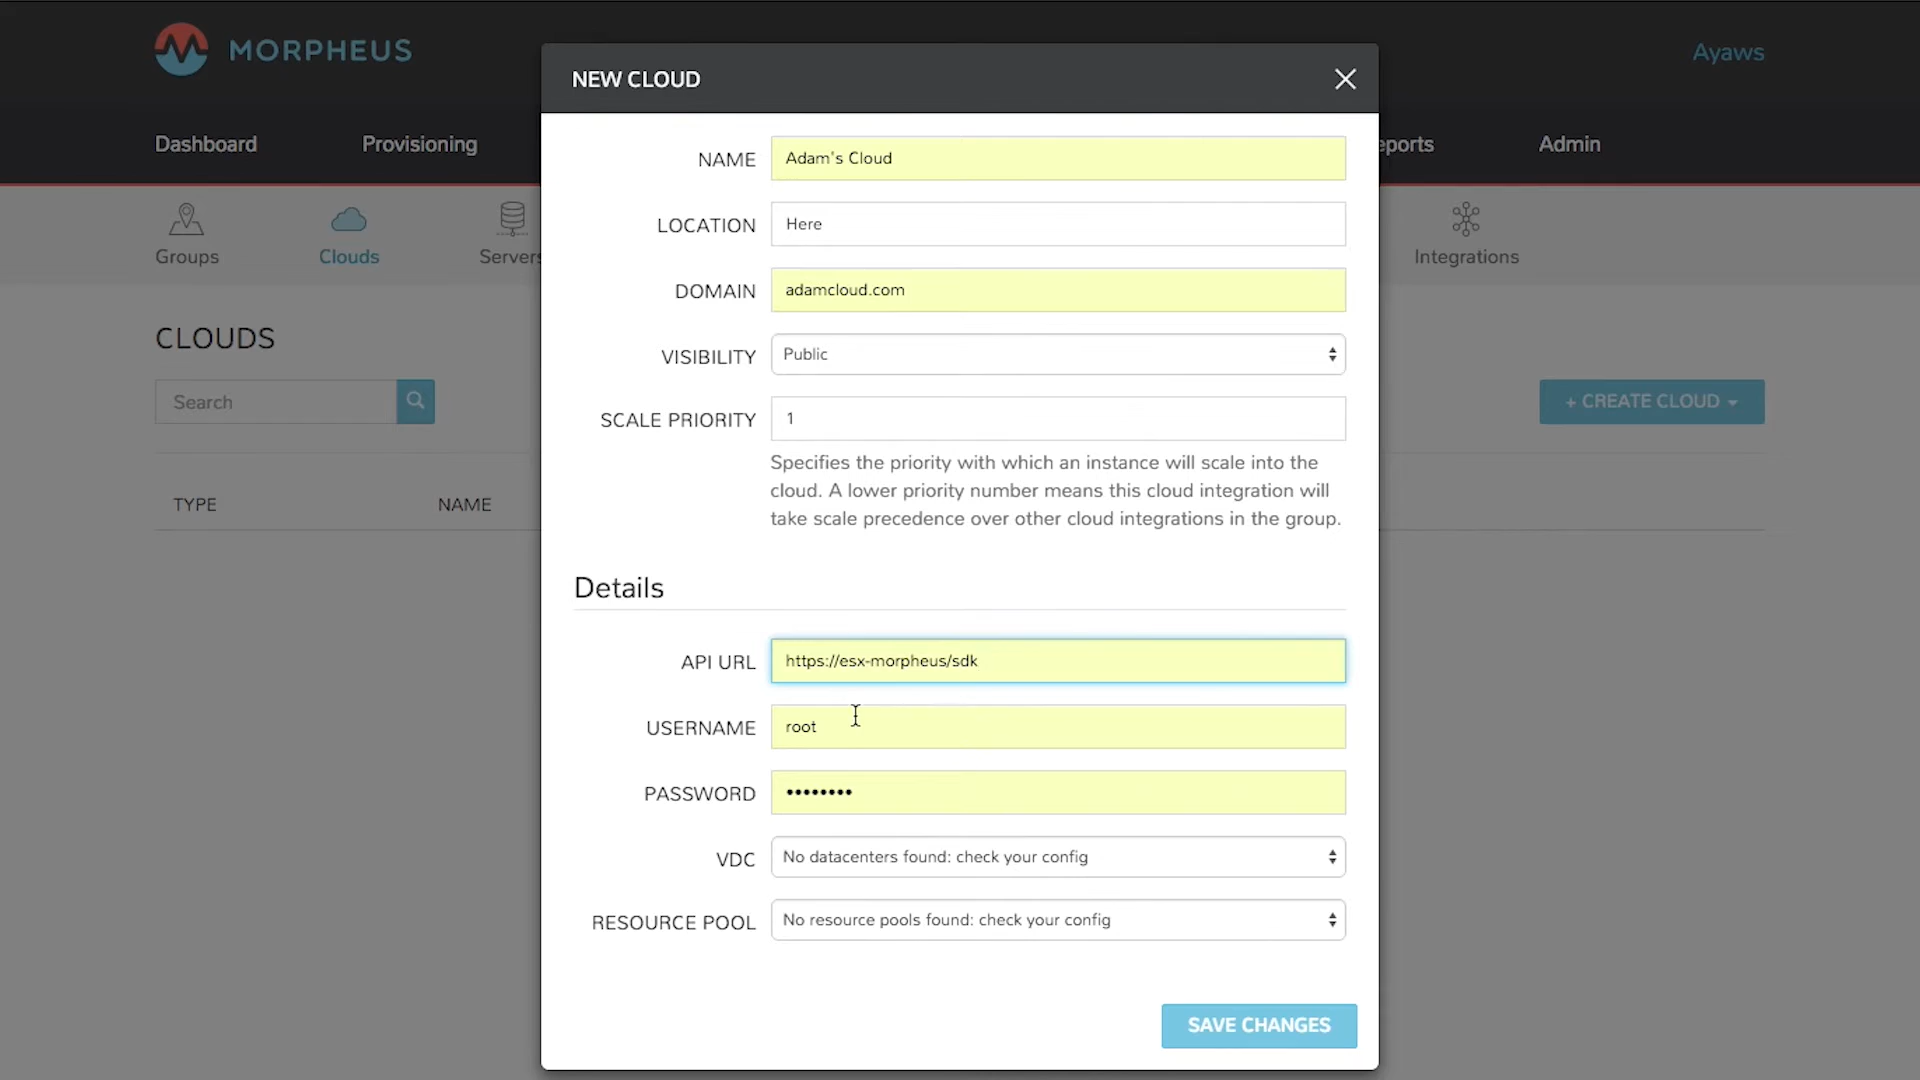 MORPHEUS
Ayaws
NEW CLOUD
Dashboard
Provisioning
eports
Admin
NAME
Adam's Cloud
LOCATION
Here
Groups
Clouds
Servers
Integrations
DOMAIN
adamcloud.com
CLOUDS
VISIBILITY
Public
Search
+ CREATE CLOUD
SCALE PRIORITY
1
Specifies the priority with which an instance will scale into the
cloud. A lower priority number means this cloud integration will
take scale precedence over other cloud integrations in the group.
TYPE
NAME
Details
API URL
https://esx-morpheus/sdk
USERNAME
root
PASSWORD
••••••••
VDC
No datacenters found: check your config
RESOURCE POOL
No resource pools found: check your config
SAVE CHANGES